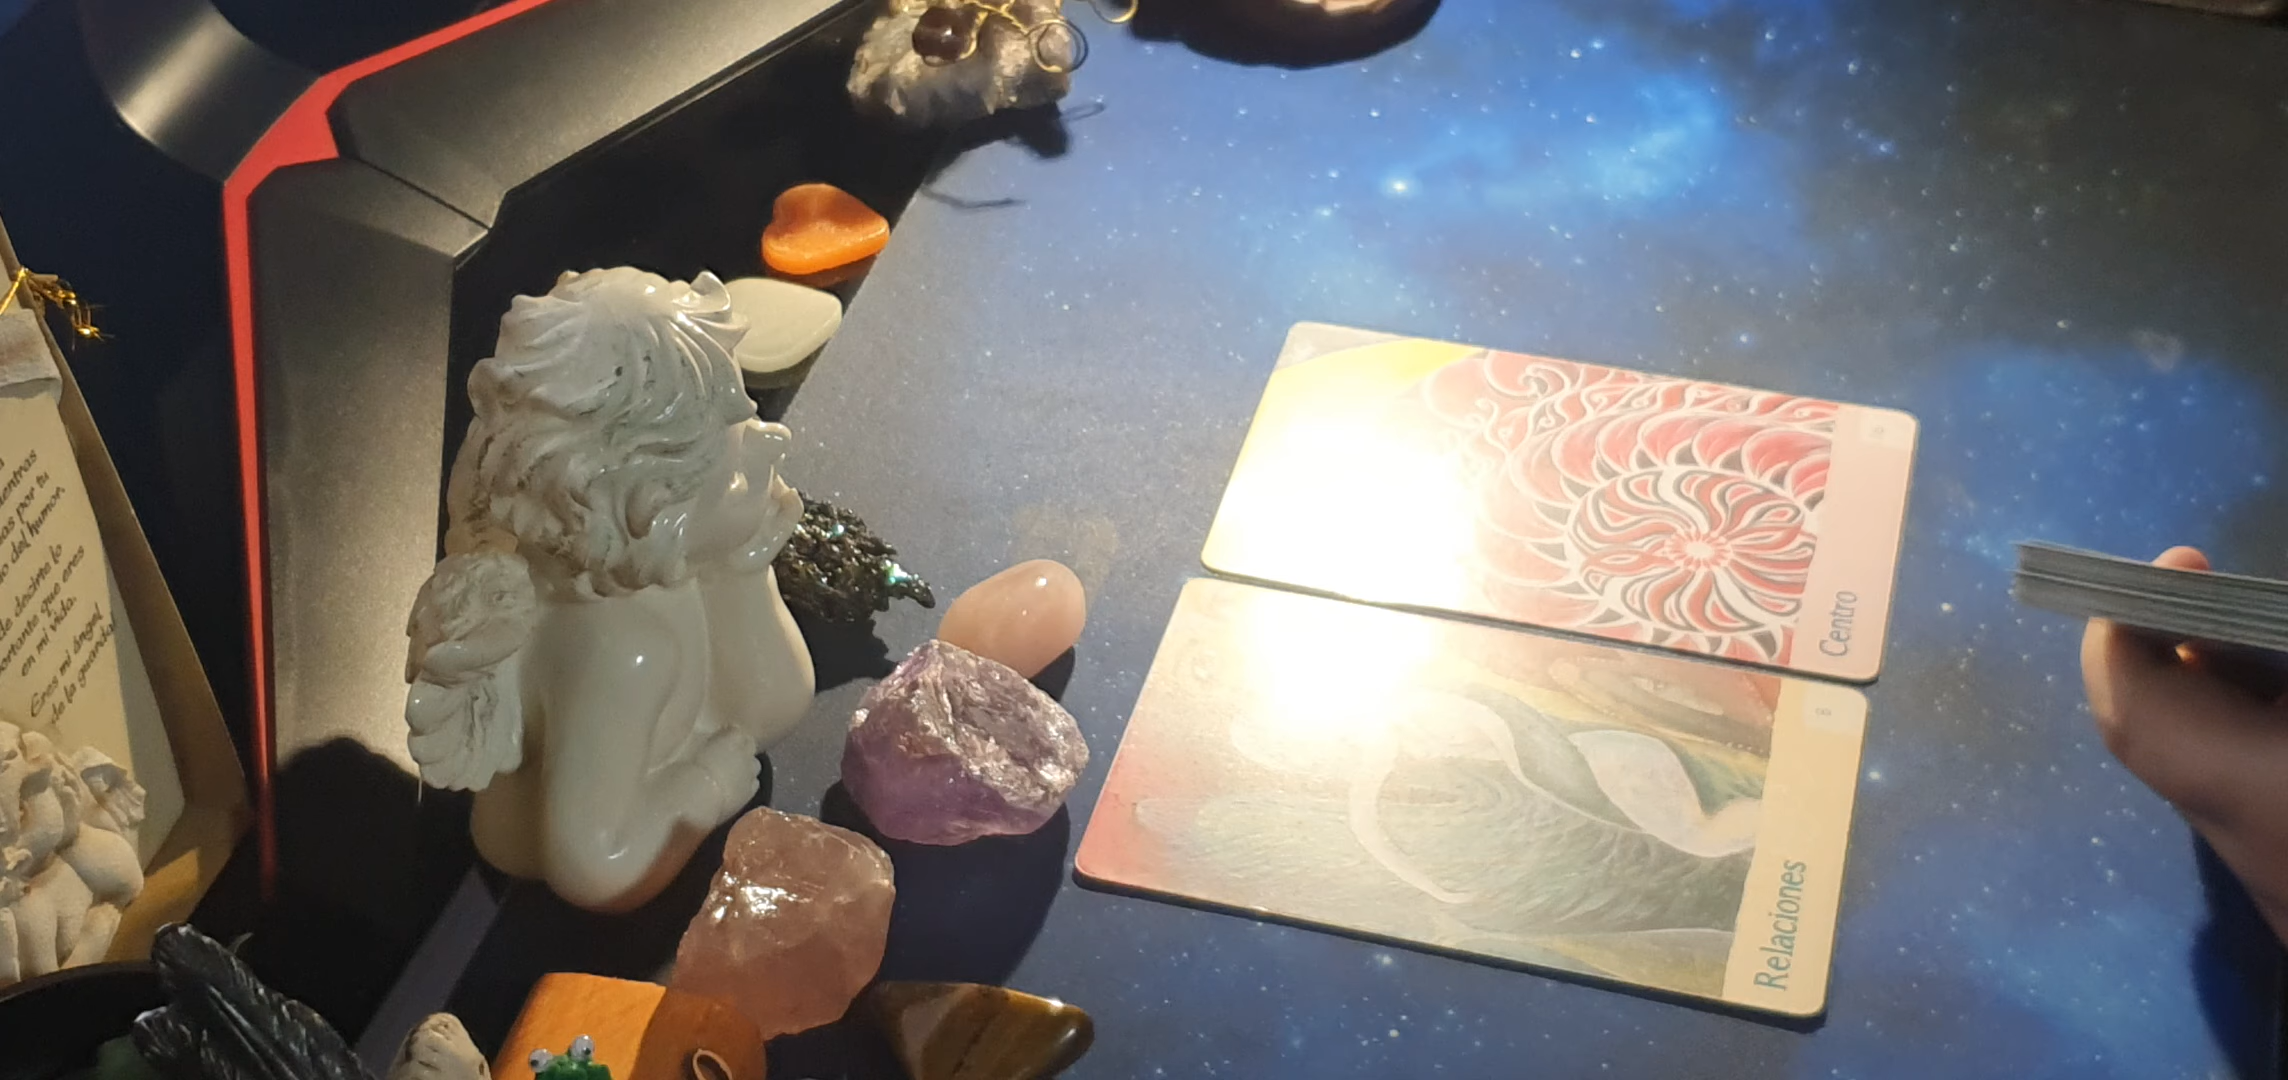 mientras
por tu
del humor.
de decirte lo
que eres
en mi vida.
Eres mi ángel
de la guarda!
Centro
Relaciones
8